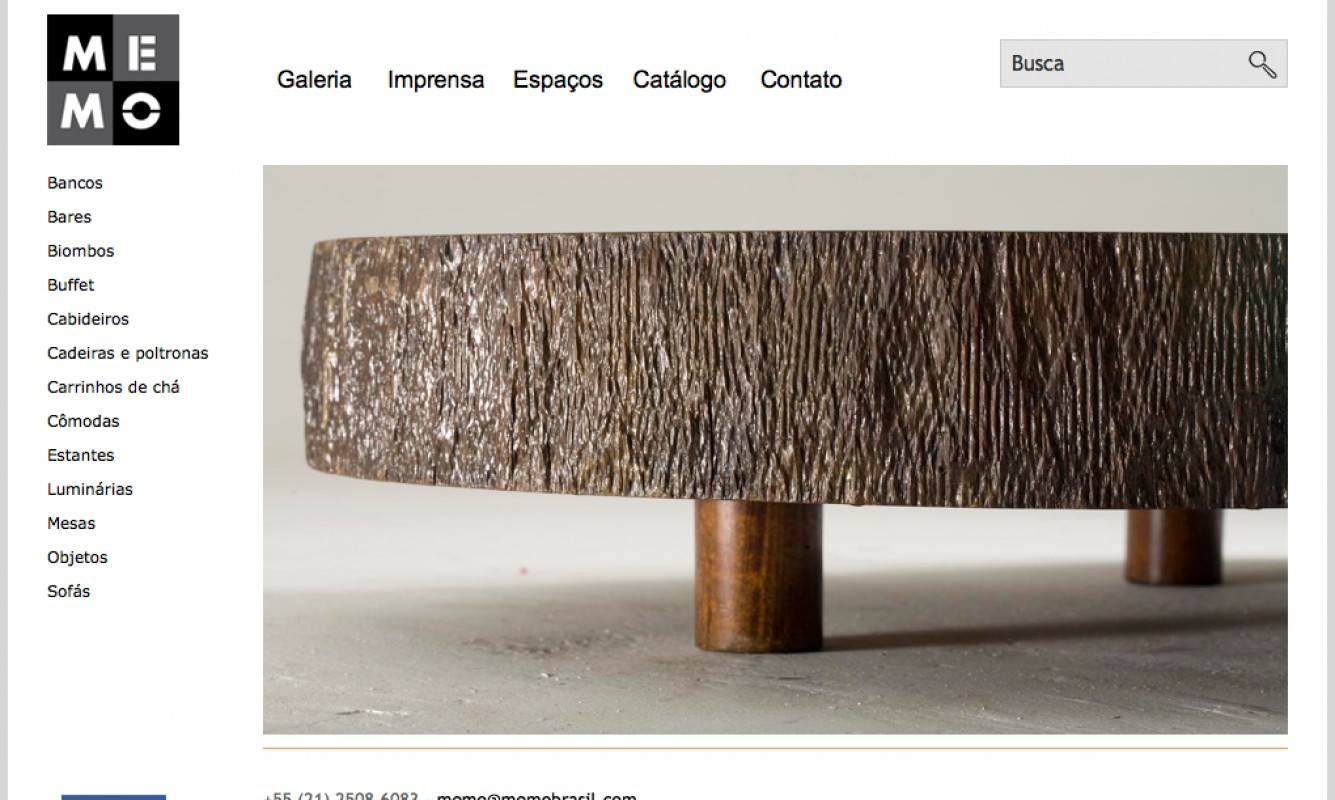 ME
MO
Galeria Imprensa Espaços Catálogo Contato
Busca
Bancos
Bares
Biombos
Buffet
Cabideiros
Cadeiras e poltronas
Carrinhos de chá
Cômodas
Estantes
Luminárias
Mesas
Objetos
Sofás
+55 (21) 2508 6083 - memo@memobrasil.com